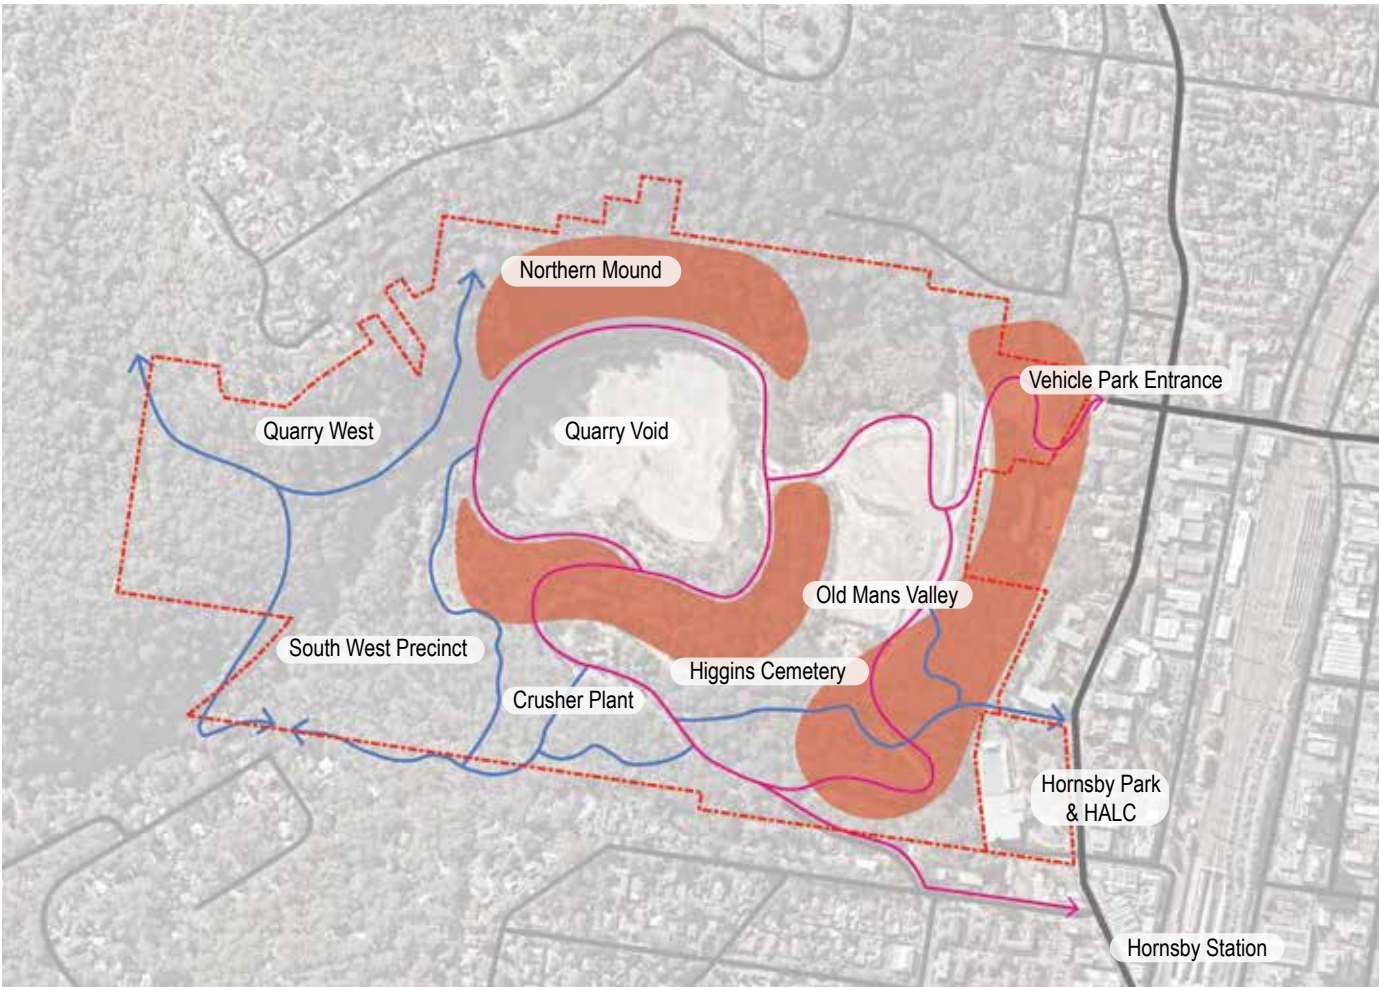 Northern Mound
Vehicle Park Entrance
Quarry West
Quarry Void
Old Mans Valley
South West Precinct
Higgins Cemetery
Crusher Plant
Hornsby Park
& HALC
Hornsby Station